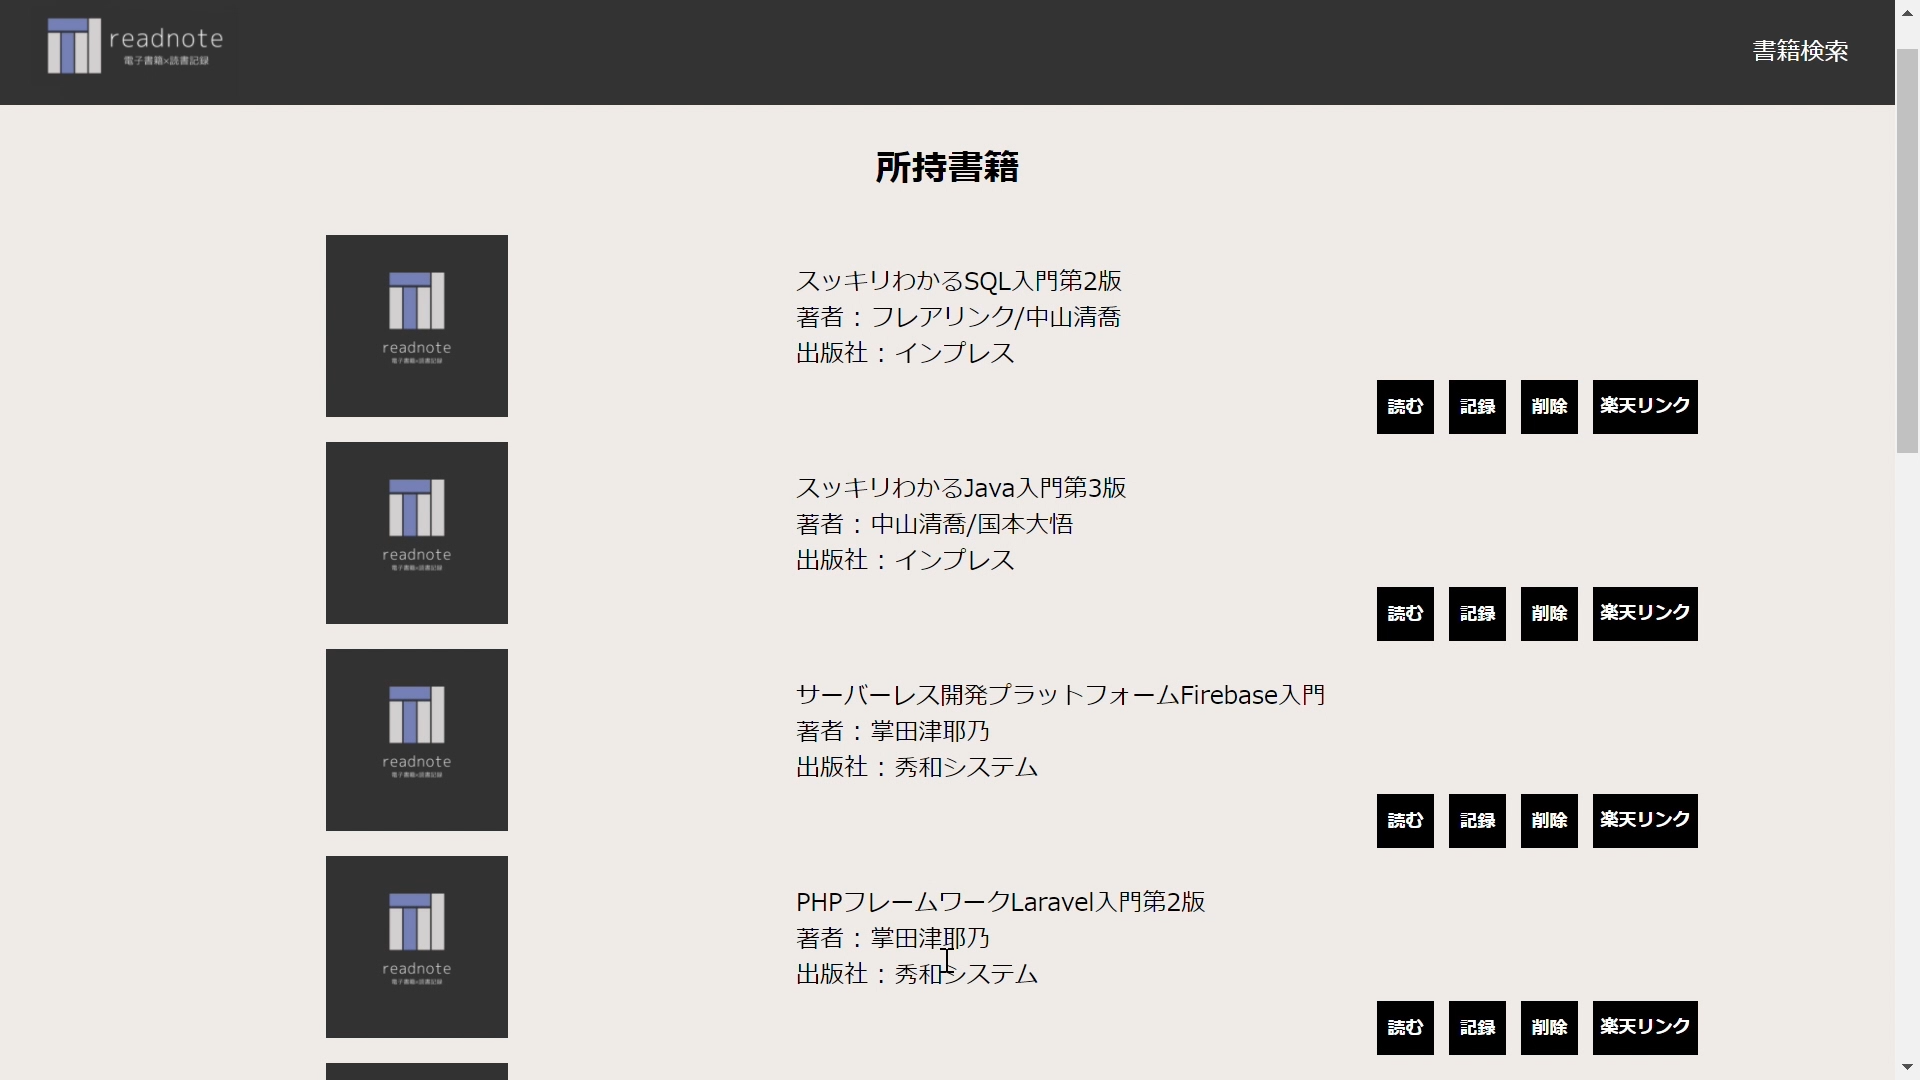 readnote
電子書籍×読書記録
書籍検索
所持書籍
readnote
電子書籍×読書記録
スッキリわかるSQL入門第2版
著者：フレアリンク/中山清喬
出版社：インプレス
読む 記録 削除 楽天リンク
readnote
電子書籍×読書記録
スッキリわかるJava入門第3版
著者：中山清喬/国本大悟
出版社：インプレス
読む 記録 削除 楽天リンク
readnote
電子書籍×読書記録
サーバーレス開発プラットフォームFirebase入門
著者：掌田津耶乃
出版社：秀和システム
読む 記録 削除 楽天リンク
readnote
電子書籍×読書記録
PHPフレームワークLaravel入門第2版
著者：掌田津耶乃
出版社：秀和システム
読む 記録 削除 楽天リンク